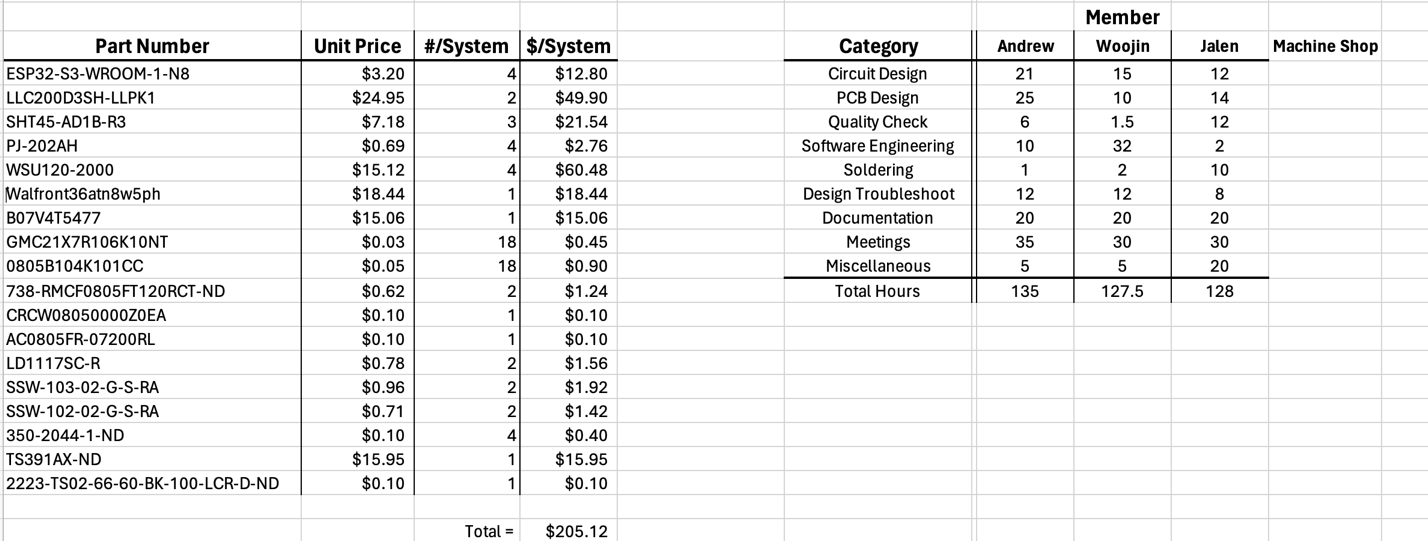 Member
Part Number Unit Price #/System $/System Category Andrew Woojin Jalen Machine Shop
ESP32-S3-WROOM-1-N8 $3.20 4 $12.80 Circuit Design 21 15 12
LLC200D3SH-LLPK1 $24.95 2 $49.90 PCB Design 25 10 14
SHT45-AD1B-R3 $7.18 3 $21.54 Quality Check 6 1.5 12
PJ-202AH $0.69 4 $2.76 Software Engineering 10 32 2
WSU120-2000 $15.12 4 $60.48 Soldering 1 2 10
Walfront36atn8w5ph $18.44 1 $18.44 Design Troubleshoot 12 12 8
B07V4T5477 $15.06 1 $15.06 Documentation 20 20 20
GMC21X7R106K10NT $0.03 18 $0.45 Meetings 35 30 30
0805B104K101CC $0.05 18 $0.90 Miscellaneous 5 5 20
738-RMCF0805FT120RCT-ND $0.62 2 $1.24 Total Hours 135 127.5 128
CRCW08050000Z0EA $0.10 1 $0.10
AC0805FR-07200RL $0.10 1 $0.10
LD1117SC-R $0.78 2 $1.56
SSW-103-02-G-S-RA $0.96 2 $1.92
SSW-102-02-G-S-RA $0.71 2 $1.42
350-2044-1-ND $0.10 4 $0.40
TS391AX-ND $15.95 1 $15.95
2223-TS02-66-60-BK-100-LCR-D-ND $0.10 1 $0.10
Total = $205.12